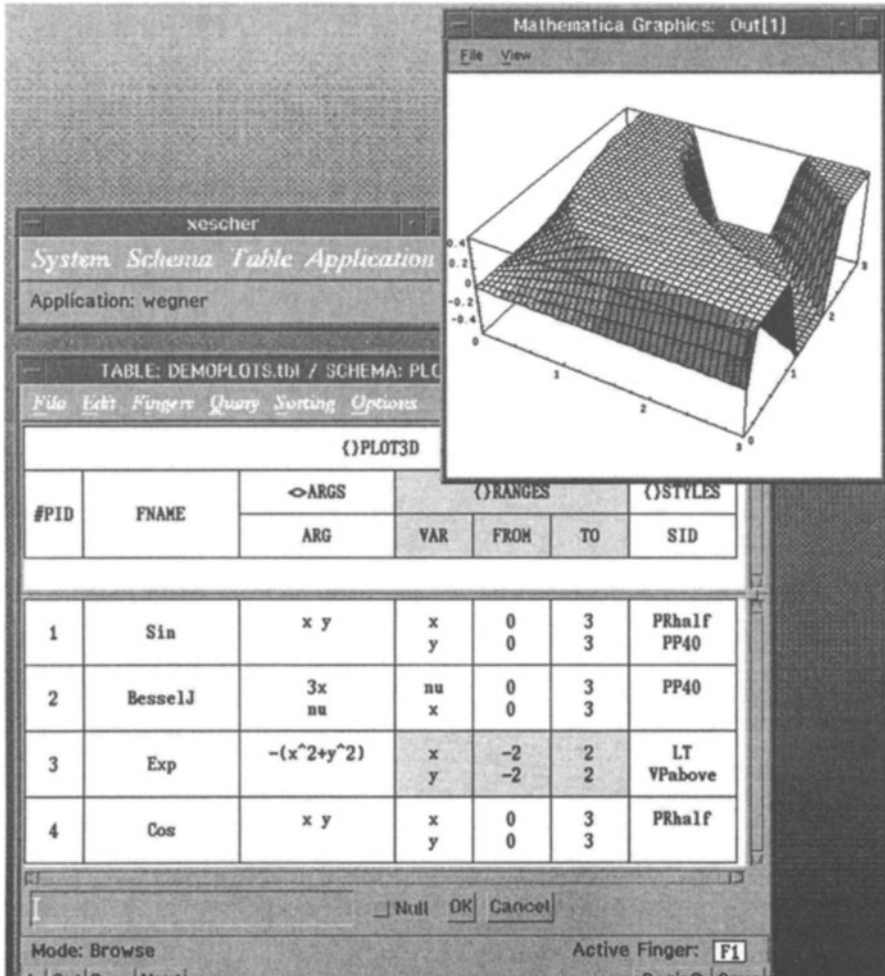 Mathematica Graphics: Out[1]
File View
0.4
0.2
0
-0.2
-0.4
0
1
2
3
0
1
2
3
xescher
System Schema Table Application
Application: wegner
TABLE: DEMOPLOTS.tbl / SCHEMA: PLO
File Edit Fingers Query Sorting Options
{}PLOT3D
#PID FNAME <>ARGS {}RANGES {}STYLES
ARG VAR FROM TO SID
1 Sin x y x 0 3 PRhalf
y 0 3 PP40
2 BesselJ 3x nu 0 3 PP40
nu x 0 3
3 Exp -(x^2+y^2) x -2 2 LT
y -2 2 VPabove
4 Cos x y x 0 3 PRhalf
y 0 3
Null OK Cancel
Mode: Browse Active Finger: F1